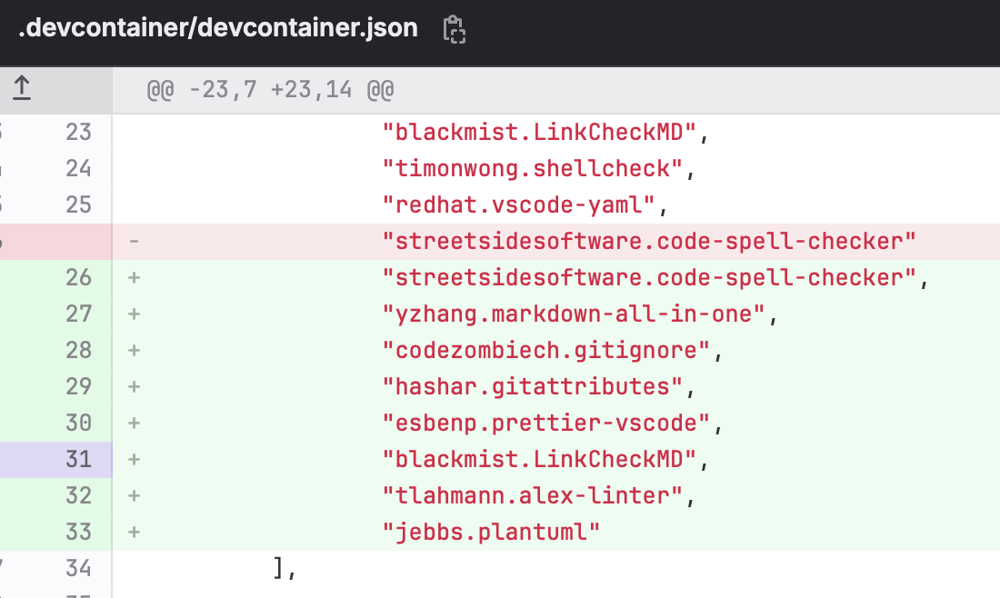 .devcontainer/devcontainer.json
@@ -23,7 +23,14 @@
23 "blackmist.LinkCheckMD",
24 "timonwong.shellcheck",
25 "redhat.vscode-yaml",
- "streetsidesoftware.code-spell-checker"
26 + "streetsidesoftware.code-spell-checker",
27 + "yzhang.markdown-all-in-one",
28 + "codezombiech.gitignore",
29 + "hashar.gitattributes",
30 + "esbenp.prettier-vscode",
31 + "blackmist.LinkCheckMD",
32 + "tlahmann.alex-linter",
33 + "jebbs.plantuml"
34 ],